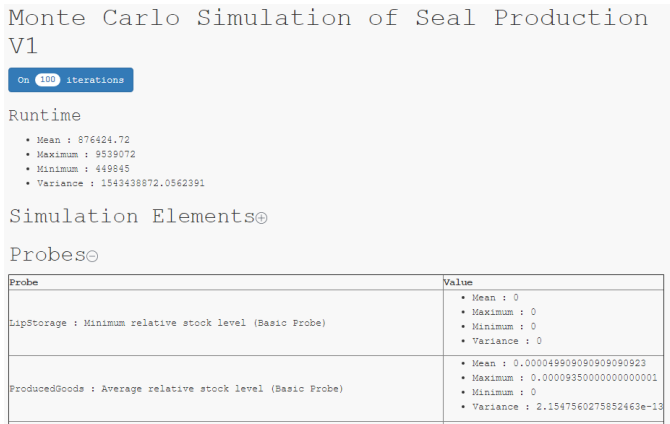 Monte Carlo Simulation of Seal Production
V1
On 100 iterations
Runtime
• Mean : 876424.72
• Maximum : 9539072
• Minimum : 449845
• Variance : 1543438872.0562391
Simulation Elements⊕
Probes⊖
Probe Value
LipStorage : Minimum relative stock level (Basic Probe)
• Mean : 0
• Maximum : 0
• Minimum : 0
• Variance : 0
ProducedGoods : Average relative stock level (Basic Probe)
• Mean : 0.000049909090909090923
• Maximum : 0.00009350000000000001
• Minimum : 0
• Variance : 2.1547560275852463e-13